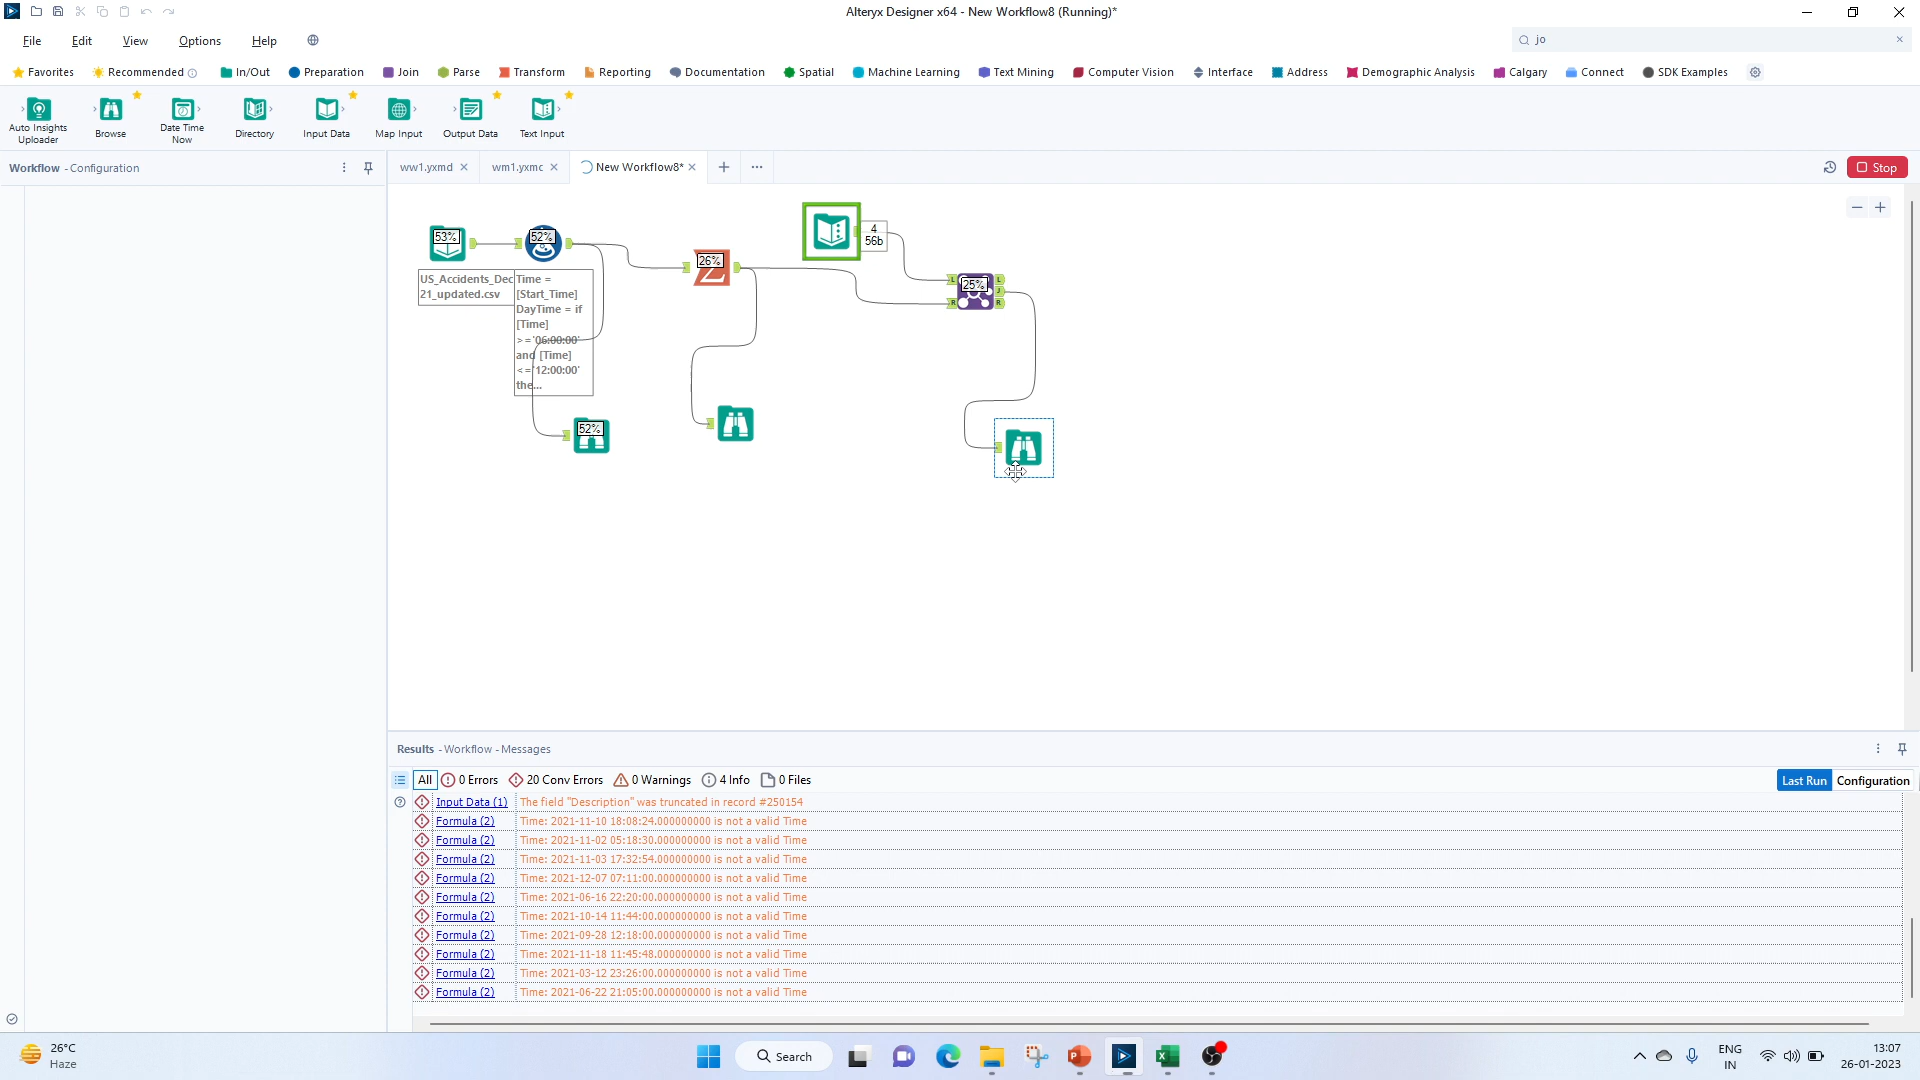 Alteryx Designer x64 - New Workflow8 (Running)*
File Edit View Options Help
jo
Favorites Recommended In/Out Preparation Join Parse Transform Reporting Documentation Spatial Machine Learning Text Mining Computer Vision Interface Address Demographic Analysis Calgary Connect SDK Examples
Auto Insights
Uploader
Browse
Date Time
Now
Directory
Input Data
Map Input
Output Data
Text Input
Workflow - Configuration
ww1.yxmd
wm1.yxmc
New Workflow8*
Stop
53%
52%
26%
4
56b
25%
L
R
L
J
R
US_Accidents_Dec
21_updated.csv
Time =
[Start_Time]
DayTime = if
[Time]
>='06:00:00'
and [Time]
<='12:00:00'
the...
52%
Results - Workflow - Messages
All 0 Errors 20 Conv Errors 0 Warnings 4 Info 0 Files
Last Run Configuration
Input Data (1) The field "Description" was truncated in record #250154
Formula (2) Time: 2021-11-10 18:08:24.000000000 is not a valid Time
Formula (2) Time: 2021-11-02 05:18:30.000000000 is not a valid Time
Formula (2) Time: 2021-11-03 17:32:54.000000000 is not a valid Time
Formula (2) Time: 2021-12-07 07:11:00.000000000 is not a valid Time
Formula (2) Time: 2021-06-16 22:20:00.000000000 is not a valid Time
Formula (2) Time: 2021-10-14 11:44:00.000000000 is not a valid Time
Formula (2) Time: 2021-09-28 12:18:00.000000000 is not a valid Time
Formula (2) Time: 2021-11-18 11:45:48.000000000 is not a valid Time
Formula (2) Time: 2021-03-12 23:26:00.000000000 is not a valid Time
Formula (2) Time: 2021-06-22 21:05:00.000000000 is not a valid Time
26°C
Haze
Search
ENG
IN
13:07
26-01-2023